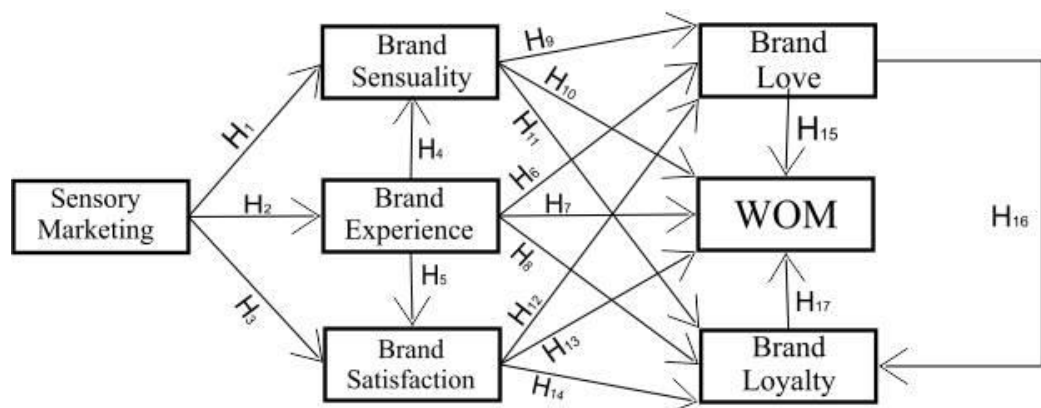 Brand
Sensuality
H9
Brand
Love
H10
H1
H11
H4
H6
H15
Sensory
Marketing
H2
Brand
Experience
H7
WOM
H16
H3
H5
H8
H12
H17
Brand
Satisfaction
H13
H14
Brand
Loyalty